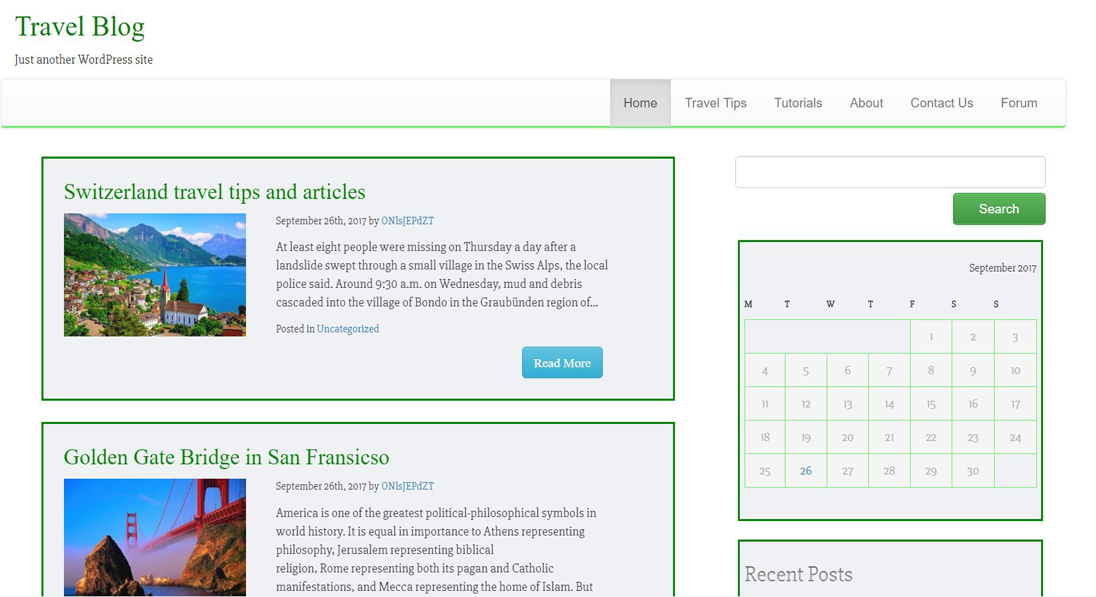 Travel Blog
Just another WordPress site
Home Travel Tips Tutorials About Contact Us Forum
Switzerland travel tips and articles
September 26th, 2017 by ONlsJEPdZT
At least eight people were missing on Thursday a day after a
landslide swept through a small village in the Swiss Alps, the local
police said. Around 9:30 a.m. on Wednesday, mud and debris
cascaded into the village of Bondo in the Graubünden region of...
Posted in Uncategorized
Read More
Golden Gate Bridge in San Fransicso
September 26th, 2017 by ONlsJEPdZT
America is one of the greatest political-philosophical symbols in
world history. It is equal in importance to Athens representing
philosophy, Jerusalem representing biblical
religion, Rome representing both its pagan and Catholic
manifestations, and Mecca representing the home of Islam. But
Search
September 2017
M T W T F S S
1 2 3
4 5 6 7 8 9 10
11 12 13 14 15 16 17
18 19 20 21 22 23 24
25 26 27 28 29 30
Recent Posts